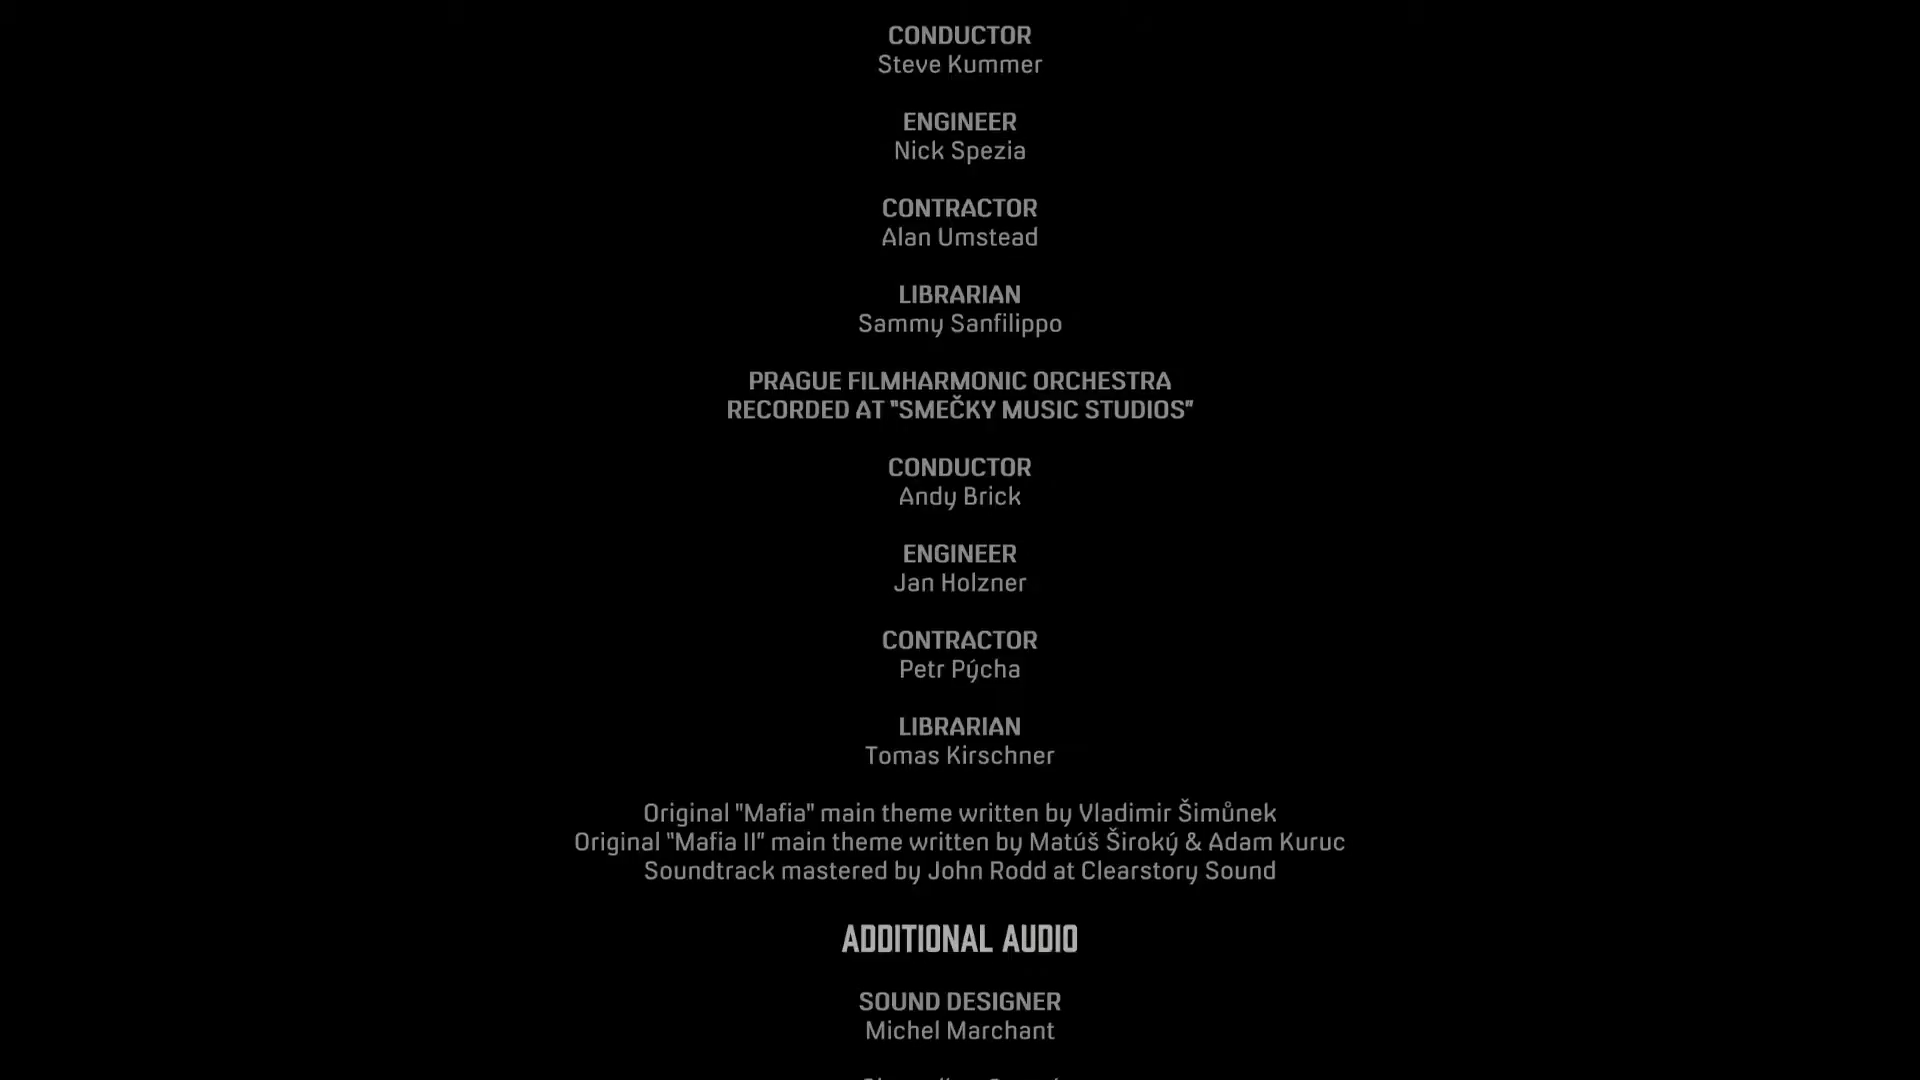 CONDUCTOR
Steve Kummer
ENGINEER
Nick Spezia
CONTRACTOR
Alan Umstead
LIBRARIAN
Sammy Sanfilippo
PRAGUE FILMHARMONIC ORCHESTRA
RECORDED AT "SMEČKY MUSIC STUDIOS"
CONDUCTOR
Andy Brick
ENGINEER
Jan Holzner
CONTRACTOR
Petr Pýcha
LIBRARIAN
Tomas Kirschner
Original "Mafia" main theme written by Vladimir Šimůnek
Original "Mafia II" main theme written by Matúš Široký & Adam Kuruc
Soundtrack mastered by John Rodd at Clearstory Sound
ADDITIONAL AUDIO
SOUND DESIGNER
Michel Marchant